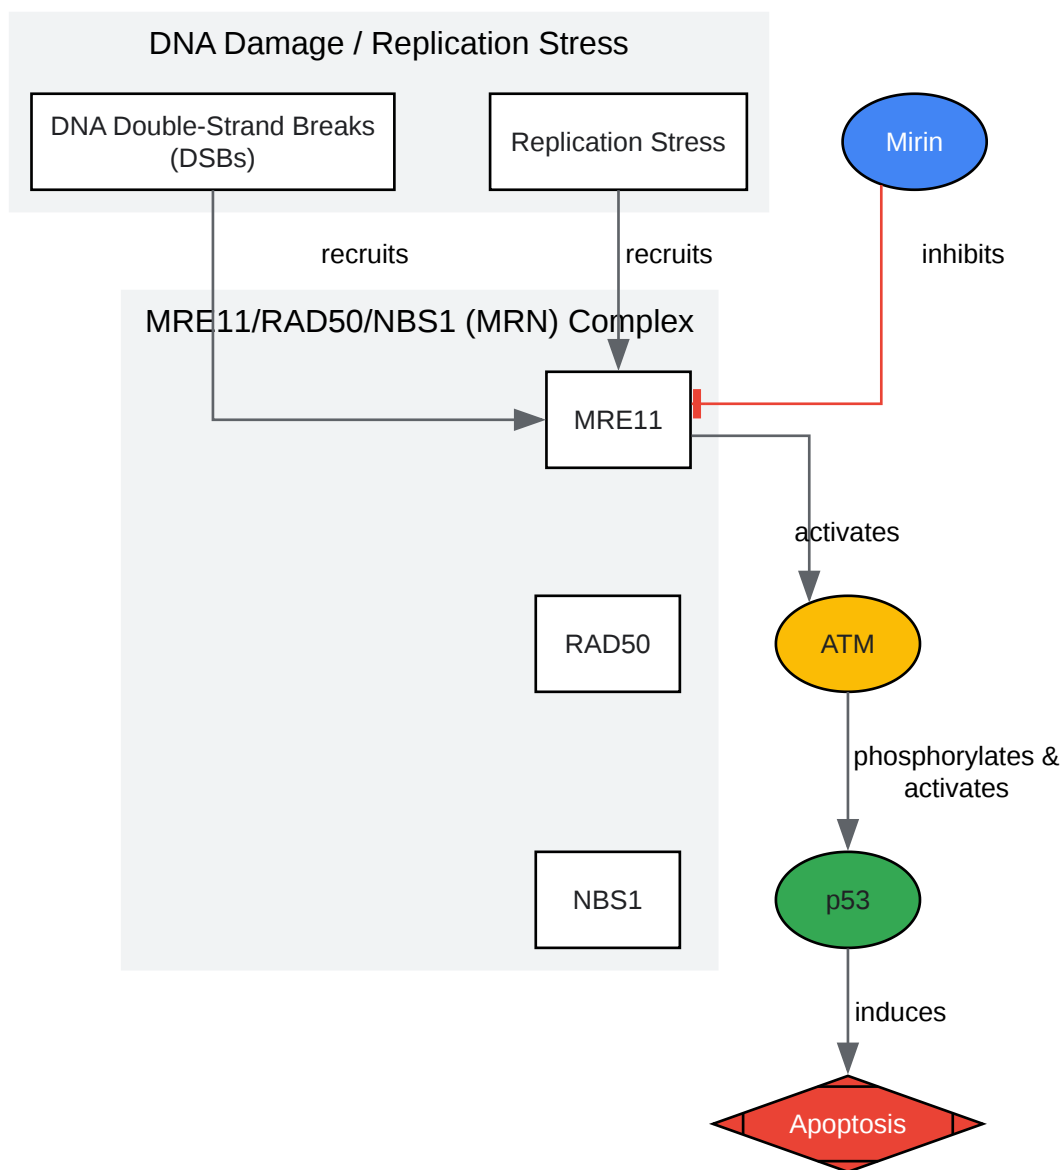 DNA Damage / Replication Stress
DNA Double-Strand Breaks
(DSBs)
Replication Stress
Mirin
recruits
recruits
inhibits
MRE11/RAD50/NBS1 (MRN) Complex
MRE11
activates
RAD50
ATM
phosphorylates &
activates
NBS1
p53
induces
Apoptosis